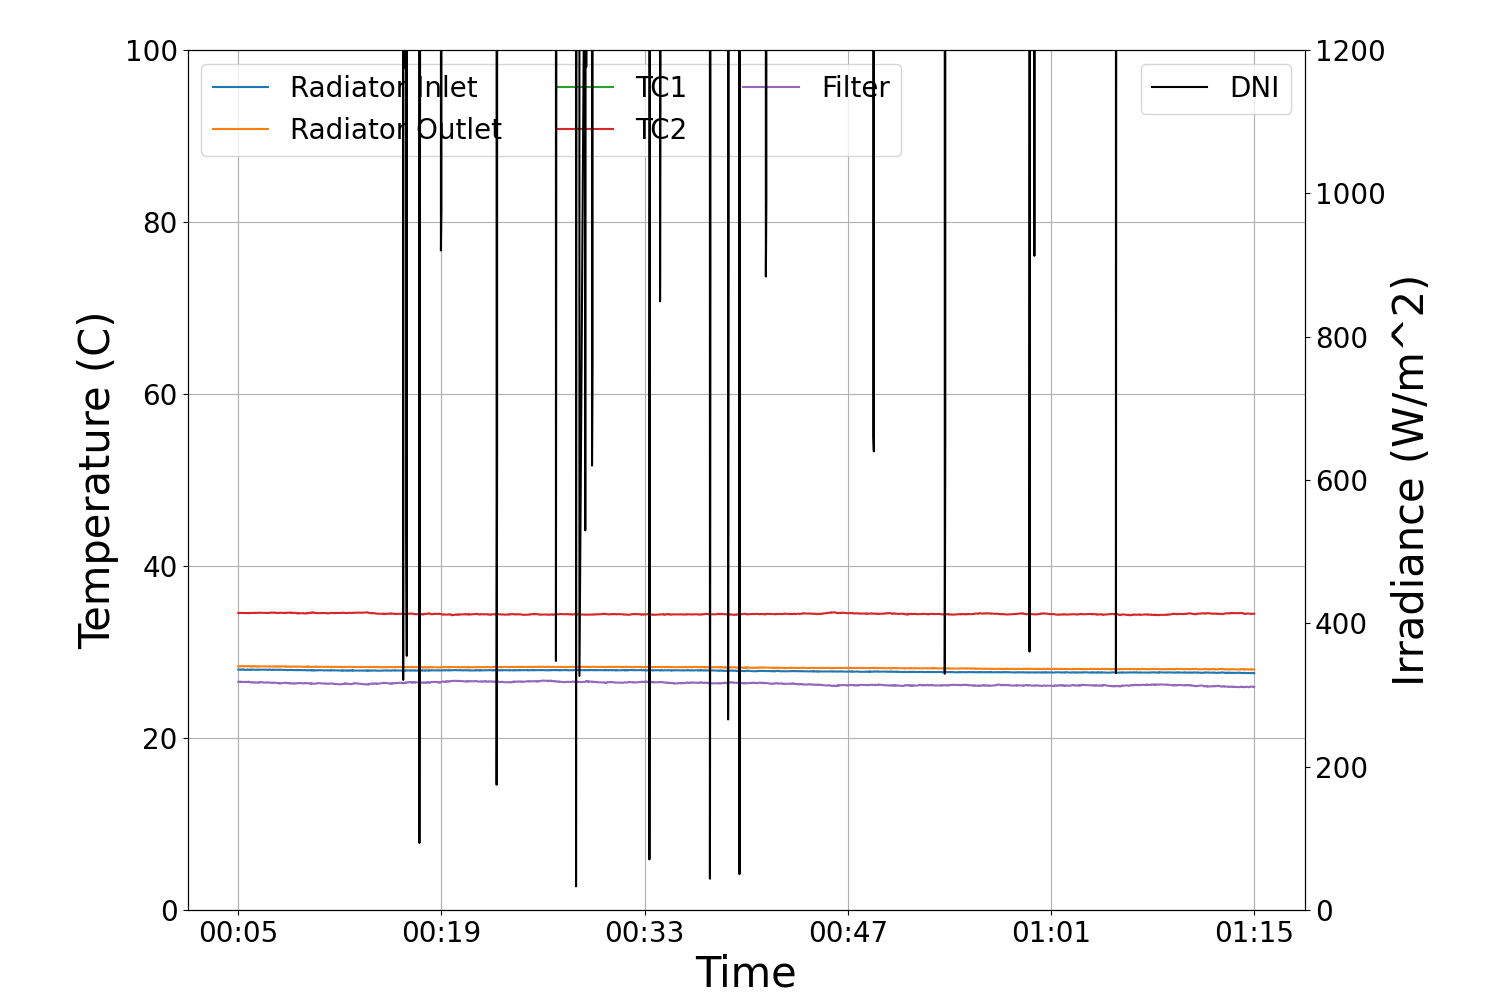 100
80
60
40
20
0
Temperature (C)
Radiator Inlet
Radiator Outlet
TC1
TC2
Filter
DNI
1200
1000
800
600
400
200
0
Irradiance (W/m^2)
00:05 00:19 00:33 00:47 01:01 01:15
Time